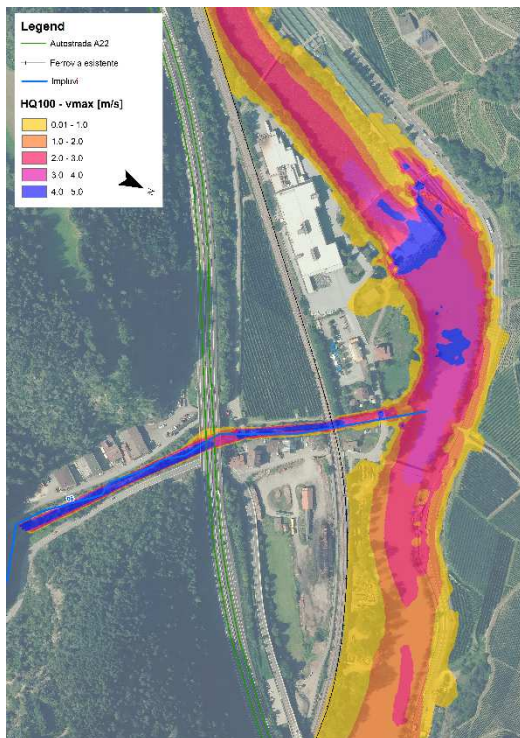 Legend
Autostrada A22
Ferrov a esistente
Impluvi
HQ100 - vmax [m/s]
0.01 - 1.0
1.0 - 2.0
2.0 - 3.0
3.0 - 4.0
4.0 - 5.0
N